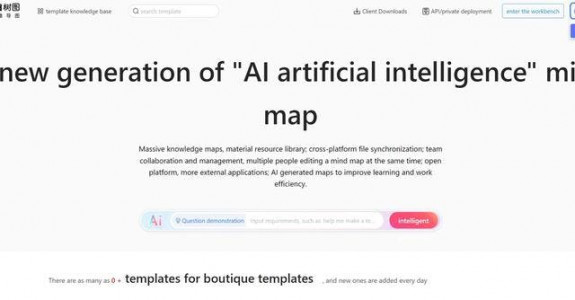 树图
template knowledge base
search template
Client Downloads
API/private deployment
enter the workbench
new generation of "AI artificial intelligence" mi
map
Massive knowledge maps, material resource library; cross-platform file synchronization; team
collaboration and management, multiple people editing a mind map at the same time; open
platform, more external applications; AI generated maps to improve learning and work
efficiency.
Ai
Question demonstration
Input requirements, such as: help me make a te...
Intelligent
There are as many as 0 + templates for boutique templates , and new ones are added every day